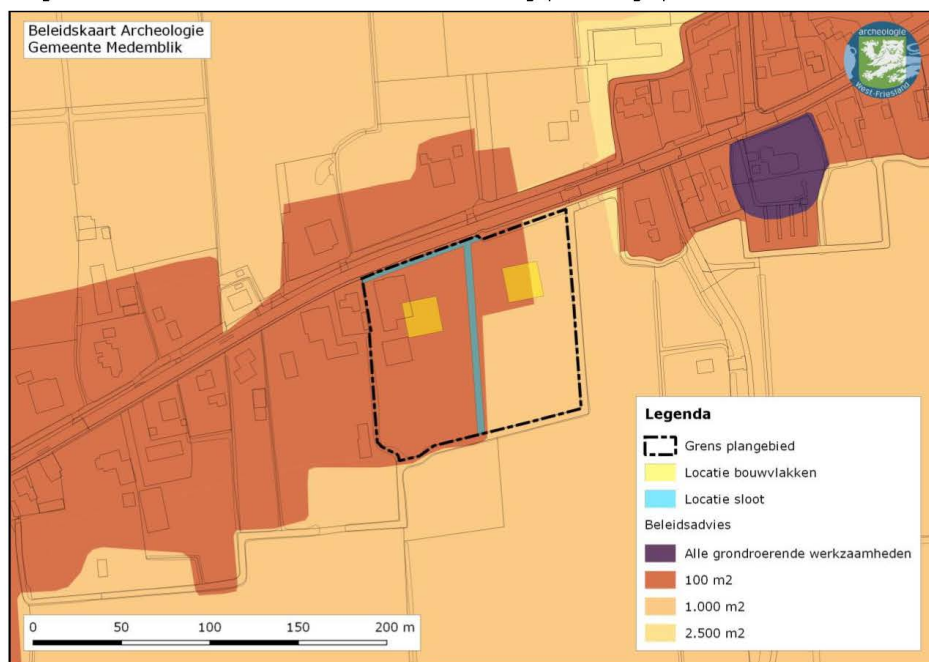 Beleidskaart Archeologie
Gemeente Medemblik
archeologie
West-Friesland
Legenda
Grens plangebied
Locatie bouwvlakken
Locatie sloot
Beleidsadvies
Alle grondroerende werkzaamheden
100 m2
1.000 m2
2.500 m2
0 50 100 150 200 m